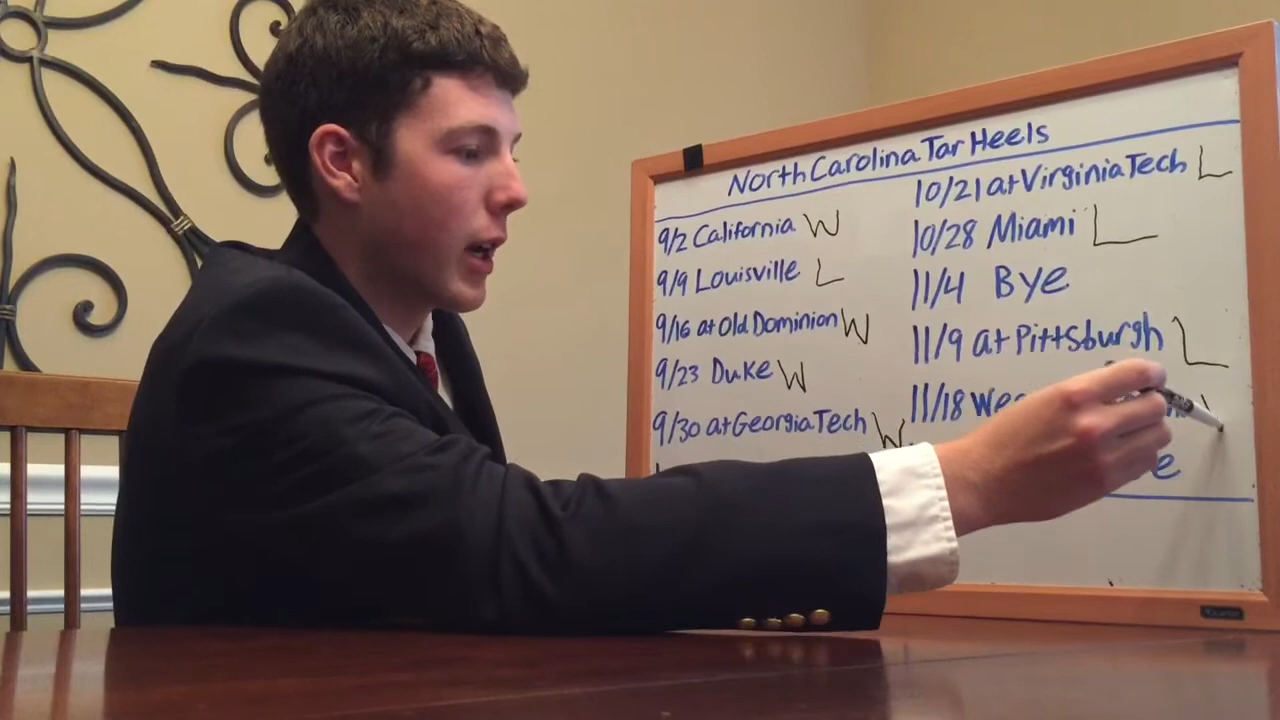 North Carolina Tar Heels
9/2 California W
9/9 Louisville L
9/16 at Old Dominion W
9/23 Duke W
9/30 at Georgia Tech W
10/21 at Virginia Tech L
10/28 Miami L
11/4 Bye
11/9 at Pittsburgh L
11/18